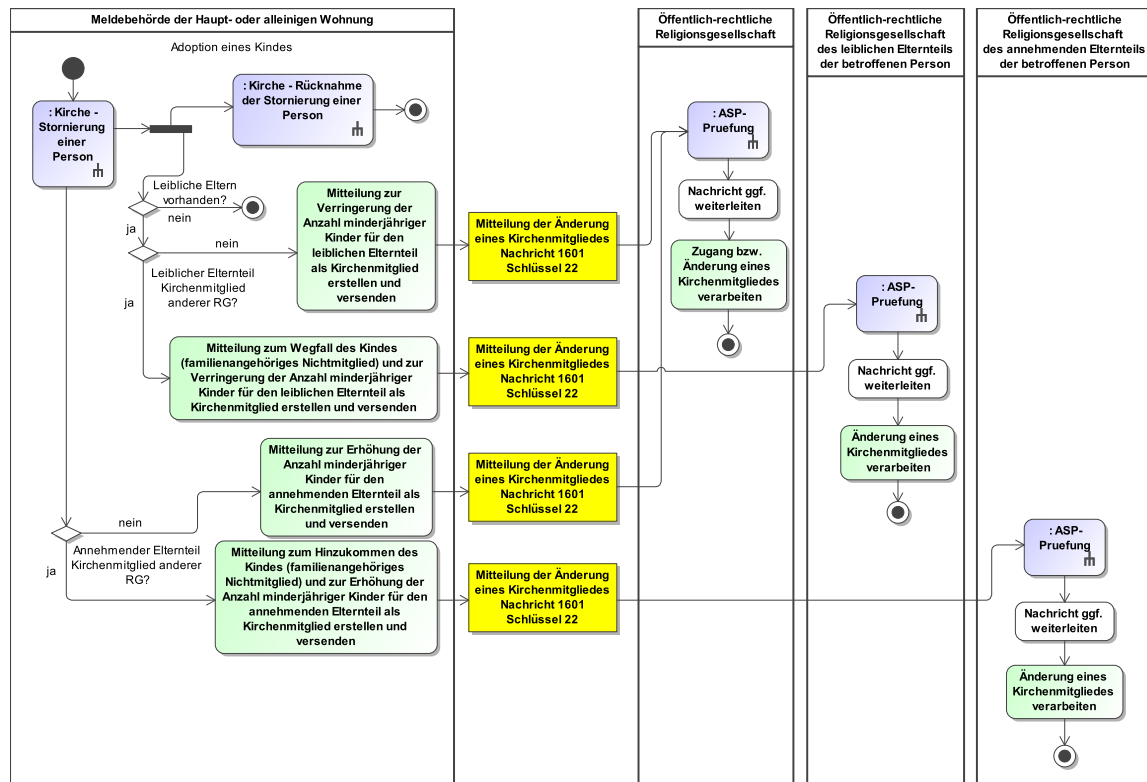 Meldebehörde der Haupt- oder alleinigen Wohnung
Adoption eines Kindes
: Kirche -
Stornierung
einer
Person
: Kirche - Rücknahme
der Stornierung einer
Person
Leibliche Eltern
vorhanden?
nein
ja
nein
Leiblicher Elternteil
Kirchenmitglied
anderer RG?
ja
Mitteilung zur
Verringerung der
Anzahl minderjähriger
Kinder für den
leiblichen Elternteil
als Kirchenmitglied
erstellen und
versenden
Mitteilung zum Wegfall des Kindes
(familienangehöriges Nichtmitglied) und zur
Verringerung der Anzahl minderjähriger
Kinder für den leiblichen Elternteil als
Kirchenmitglied erstellen und versenden
Mitteilung zur Erhöhung der
Anzahl minderjähriger
Kinder für den
annehmenden Elternteil als
Kirchenmitglied erstellen
und versenden
nein
Annehmender Elternteil
Kirchenmitglied anderer
RG?
ja
Mitteilung zum Hinzukommen des
Kindes (familienangehöriges
Nichtmitglied) und zur Erhöhung der
Anzahl minderjähriger Kinder für den
annehmenden Elternteil als
Kirchenmitglied erstellen und
versenden
Mitteilung der Änderung
eines Kirchenmitgliedes
Nachricht 1601
Schlüssel 22
Mitteilung der Änderung
eines Kirchenmitgliedes
Nachricht 1601
Schlüssel 22
Mitteilung der Änderung
eines Kirchenmitgliedes
Nachricht 1601
Schlüssel 22
Mitteilung der Änderung
eines Kirchenmitgliedes
Nachricht 1601
Schlüssel 22
Öffentlich-rechtliche
Religionsgesellschaft
: ASP-
Pruefung
Nachricht ggf.
weiterleiten
Zugang bzw.
Änderung eines
Kirchenmitgliedes
verarbeiten
Öffentlich-rechtliche
Religionsgesellschaft
des leiblichen Elternteils
der betroffenen Person
: ASP-
Pruefung
Nachricht ggf.
weiterleiten
Änderung eines
Kirchenmitgliedes
verarbeiten
Öffentlich-rechtliche
Religionsgesellschaft
des annehmenden Elternteils
der betroffenen Person
: ASP-
Pruefung
Nachricht ggf.
weiterleiten
Änderung eines
Kirchenmitgliedes
verarbeiten